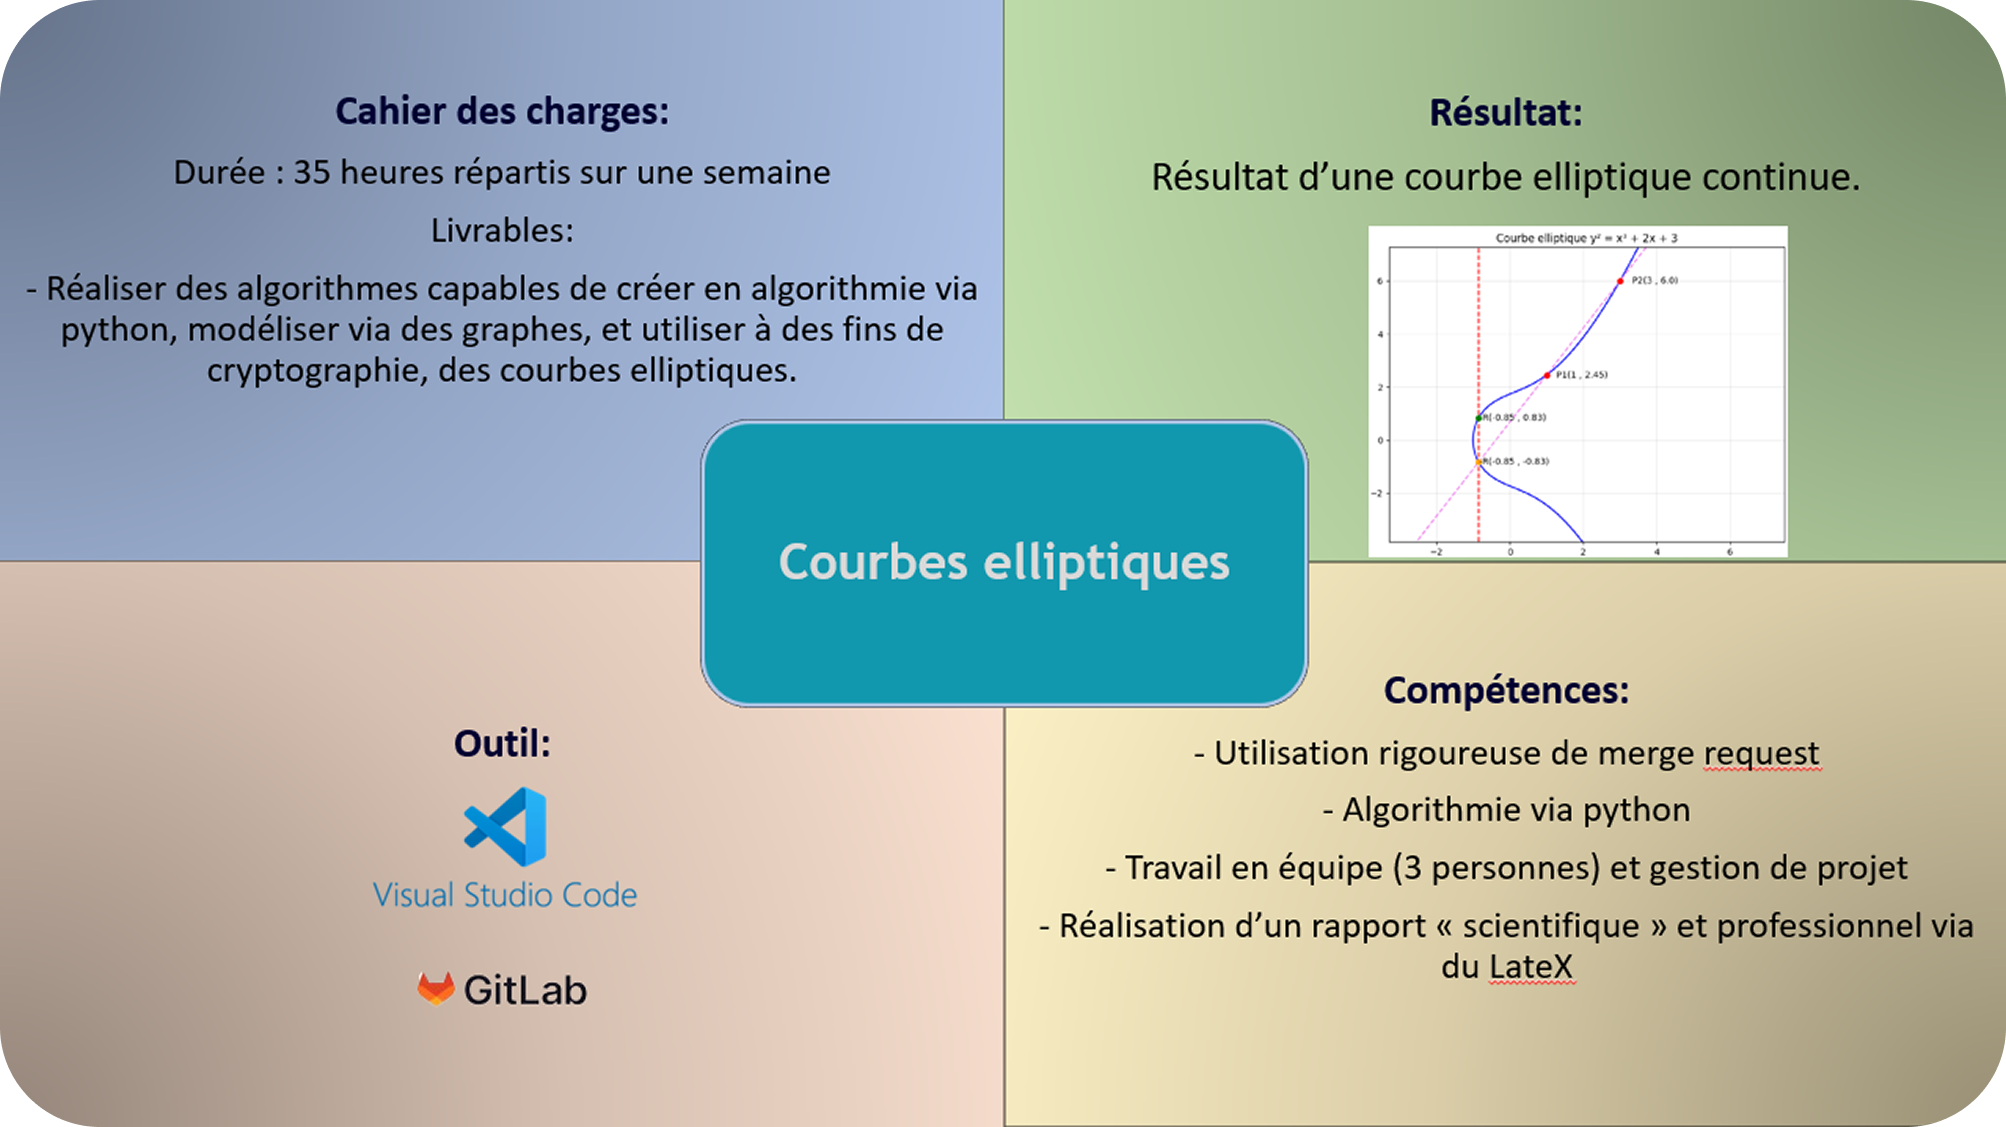 Cahier des charges:
Durée : 35 heures répartis sur une semaine
Livrables:
- Réaliser des algorithmes capables de créer en algorithmie via
python, modéliser via des graphes, et utiliser à des fins de
cryptographie, des courbes elliptiques.
Résultat:
Résultat d’une courbe elliptique continue.
Courbe elliptique y² = x³ + 2x + 3
P2(3 , 6.0)
P1(1 , 2.45)
R(-0.85 , 0.83)
R(-0.85 , -0.83)
6
4
2
0
−2
−2 0 2 4 6
Courbes elliptiques
Outil:
Visual Studio Code
GitLab
Compétences:
- Utilisation rigoureuse de merge request
- Algorithmie via python
- Travail en équipe (3 personnes) et gestion de projet
- Réalisation d’un rapport « scientifique » et professionnel via
du LateX